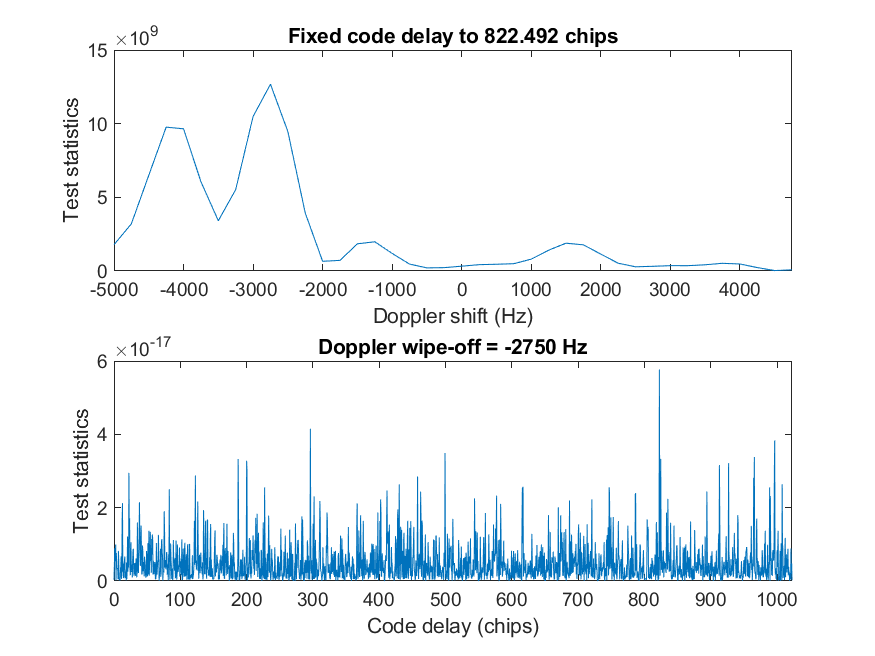 ×10^9
Fixed code delay to 822.492 chips
15
10
5
0
Test statistics
-5000 -4000 -3000 -2000 -1000 0 1000 2000 3000 4000
Doppler shift (Hz)
×10^-17
Doppler wipe-off = -2750 Hz
6
4
2
0
Test statistics
0 100 200 300 400 500 600 700 800 900 1000
Code delay (chips)